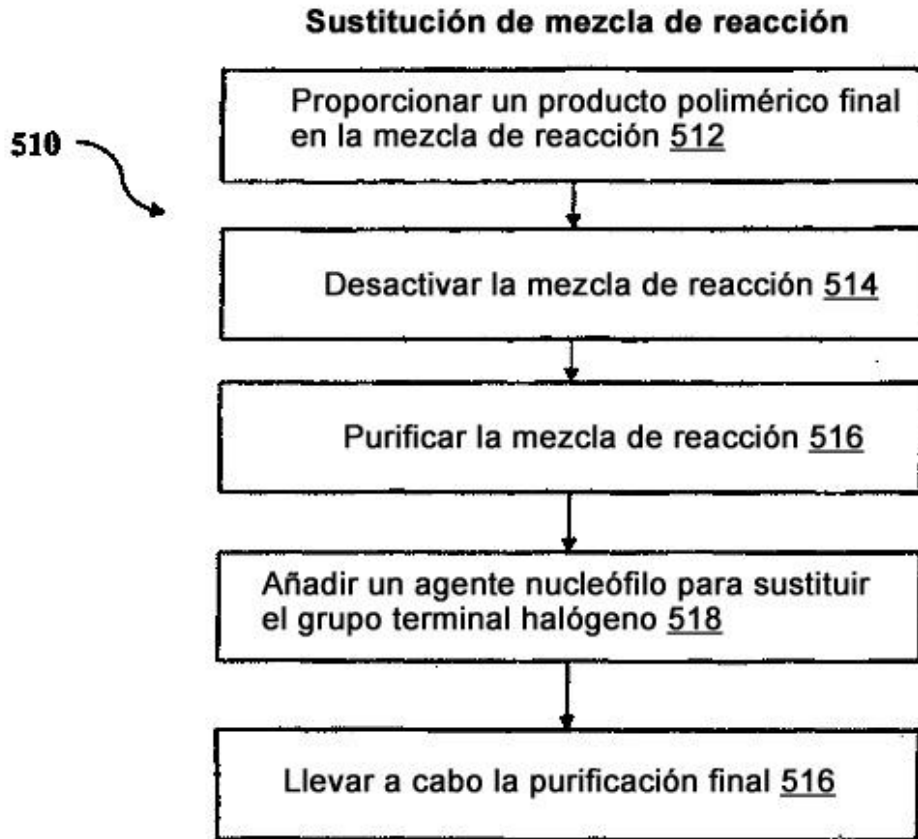 Sustitución de mezcla de reacción
510
Proporcionar un producto polimérico final
en la mezcla de reacción 512
Desactivar la mezcla de reacción 514
Purificar la mezcla de reacción 516
Añadir un agente nucleófilo para sustituir
el grupo terminal halógeno 518
Llevar a cabo la purificación final 516